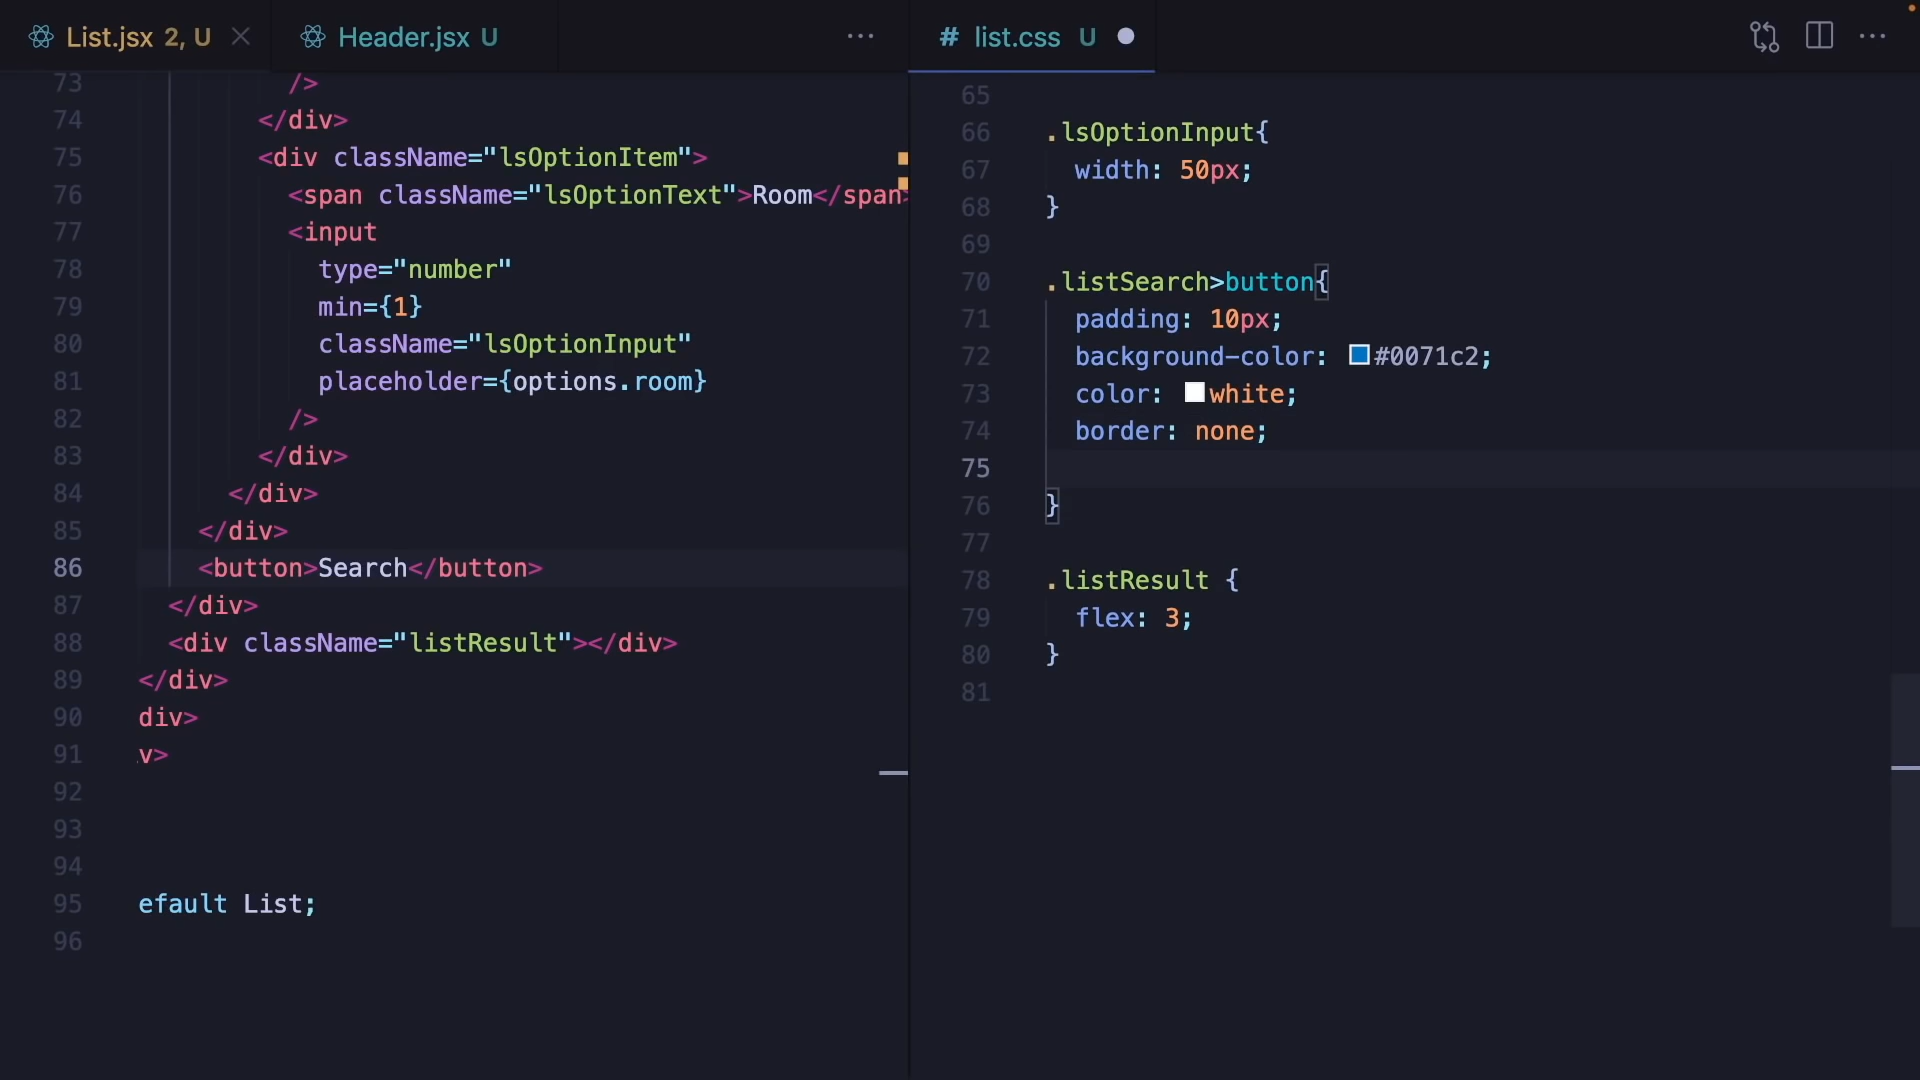 List.jsx 2, U
Header.jsx U
73 />
74 </div>
75 <div className="lsOptionItem">
76 <span className="lsOptionText">Room</span>
77 <input
78 type="number"
79 min={1}
80 className="lsOptionInput"
81 placeholder={options.room}
82 />
83 </div>
84 </div>
85 </div>
86 <button>Search</button>
87 </div>
88 <div className="listResult"></div>
89 </div>
90 div>
91 v>
92
93
94
95 efault List;
96
# list.css U
65
66 .lsOptionInput{
67 width: 50px;
68 }
69
70 .listSearch>button{
71 padding: 10px;
72 background-color: #0071c2;
73 color: white;
74 border: none;
75
76 }
77
78 .listResult {
79 flex: 3;
80 }
81